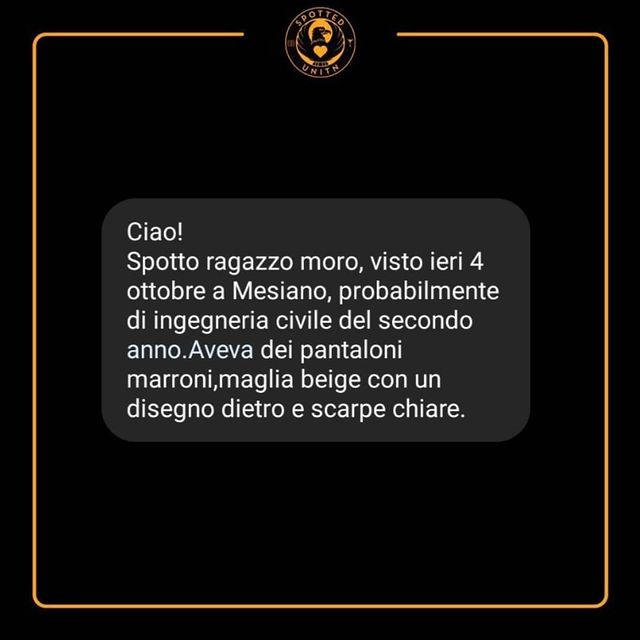 SPOTTED
UNITN
Ciao!
Spotto ragazzo moro, visto ieri 4
ottobre a Mesiano, probabilmente
di ingegneria civile del secondo
anno.Aveva dei pantaloni
marroni,maglia beige con un
disegno dietro e scarpe chiare.